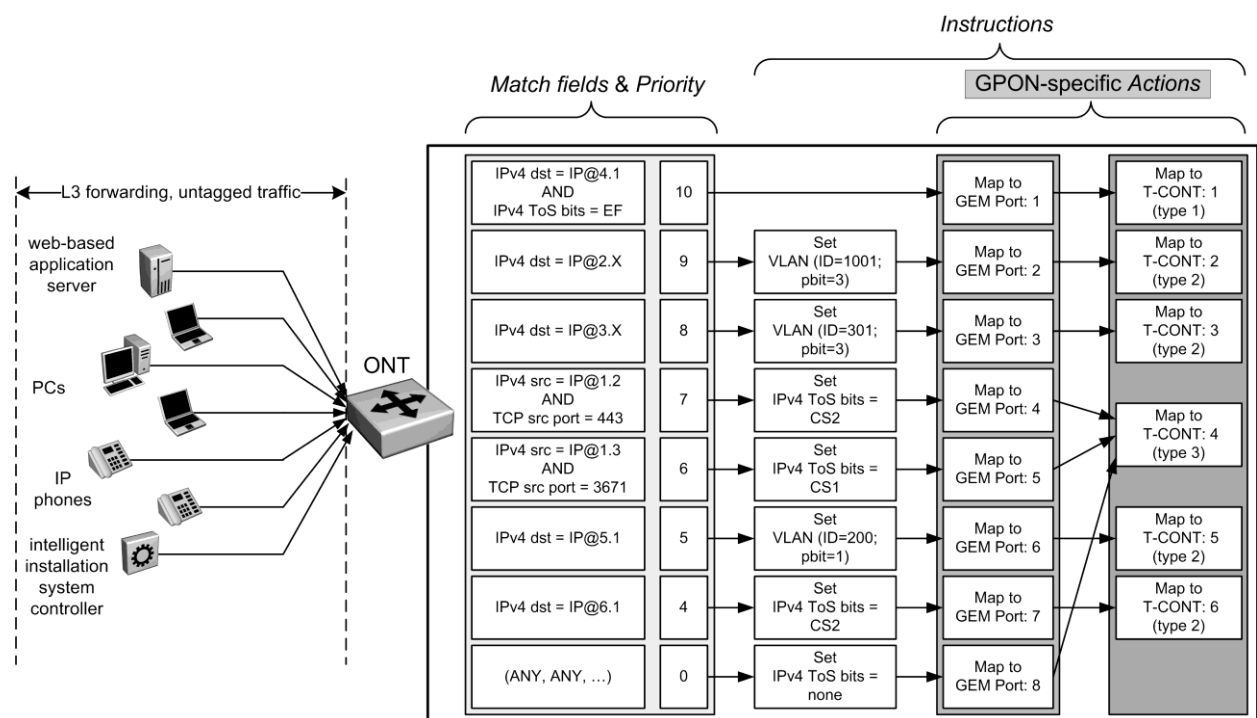 Instructions
Match fields & Priority
GPON-specific Actions
L3 forwarding, untagged traffic
web-based
application
server
PCs
IP
phones
intelligent
installation
system
controller
ONT
IPv4 dst = IP@4.1
AND
IPv4 ToS bits = EF
10
Map to
GEM Port: 1
Map to
T-CONT: 1
(type 1)
IPv4 dst = IP@2.X
9
Set
VLAN (ID=1001;
pbit=3)
Map to
GEM Port: 2
Map to
T-CONT: 2
(type 2)
IPv4 dst = IP@3.X
8
Set
VLAN (ID=301;
pbit=3)
Map to
GEM Port: 3
Map to
T-CONT: 3
(type 2)
IPv4 src = IP@1.2
AND
TCP src port = 443
7
Set
IPv4 ToS bits =
CS2
Map to
GEM Port: 4
Map to
T-CONT: 4
(type 3)
IPv4 src = IP@1.3
AND
TCP src port = 3671
6
Set
IPv4 ToS bits =
CS1
Map to
GEM Port: 5
IPv4 dst = IP@5.1
5
Set
VLAN (ID=200;
pbit=1)
Map to
GEM Port: 6
Map to
T-CONT: 5
(type 2)
IPv4 dst = IP@6.1
4
Set
IPv4 ToS bits =
CS2
Map to
GEM Port: 7
Map to
T-CONT: 6
(type 2)
(ANY, ANY, ...)
0
Set
IPv4 ToS bits =
none
Map to
GEM Port: 8